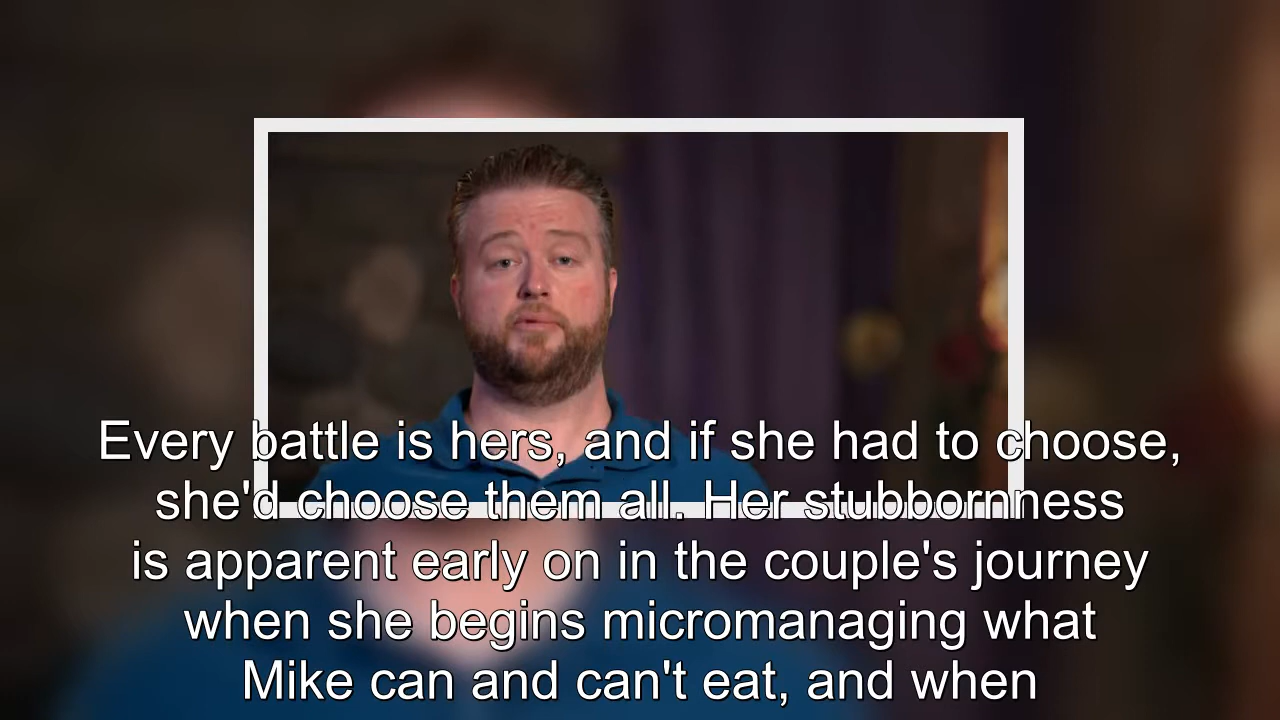 Every battle is hers, and if she had to choose,
she'd choose them all. Her stubbornness
is apparent early on in the couple's journey
when she begins micromanaging what
Mike can and can't eat, and when